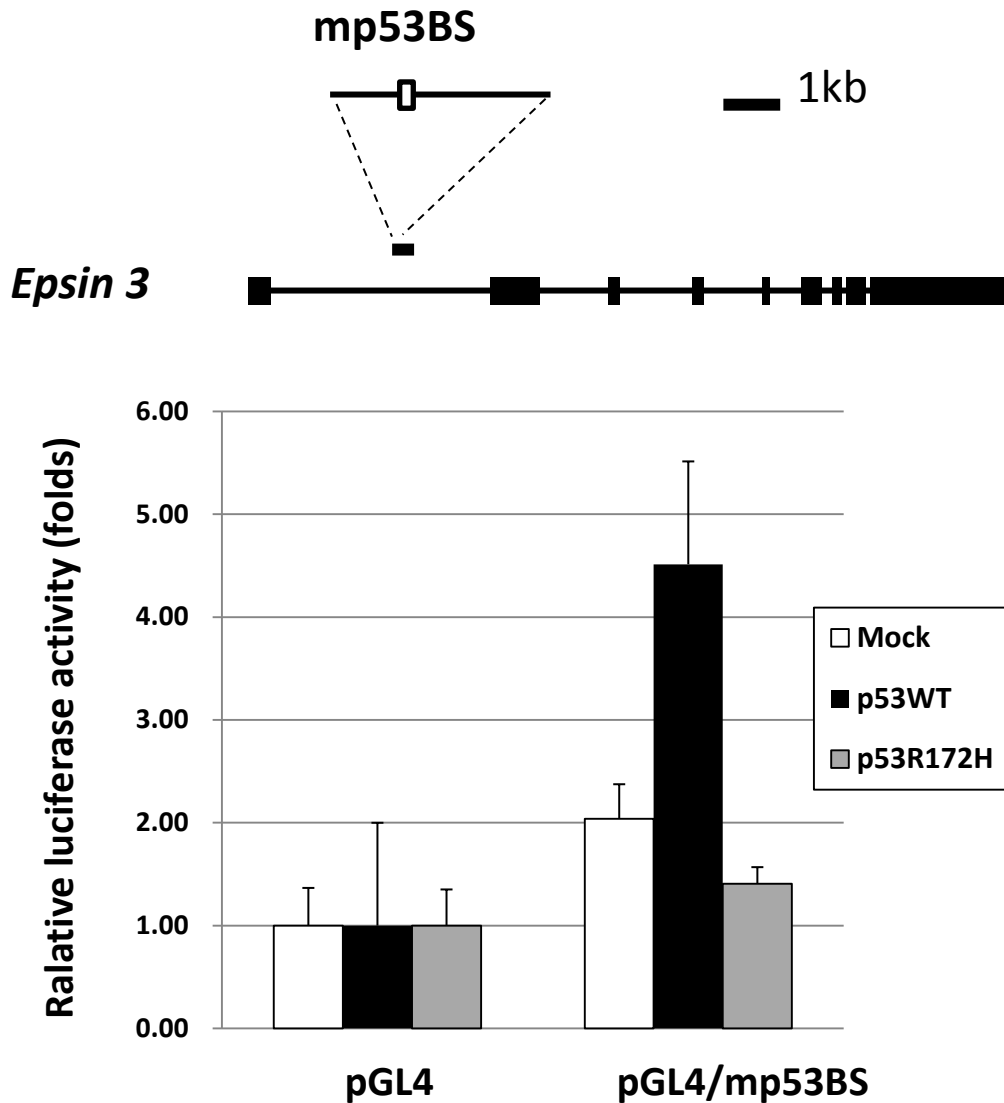 mp53BS
1kb
Epsin 3
Ralative luciferase activity (folds)
6.00
5.00
4.00
3.00
2.00
1.00
0.00
Mock
p53WT
p53R172H
pGL4
pGL4/mp53BS